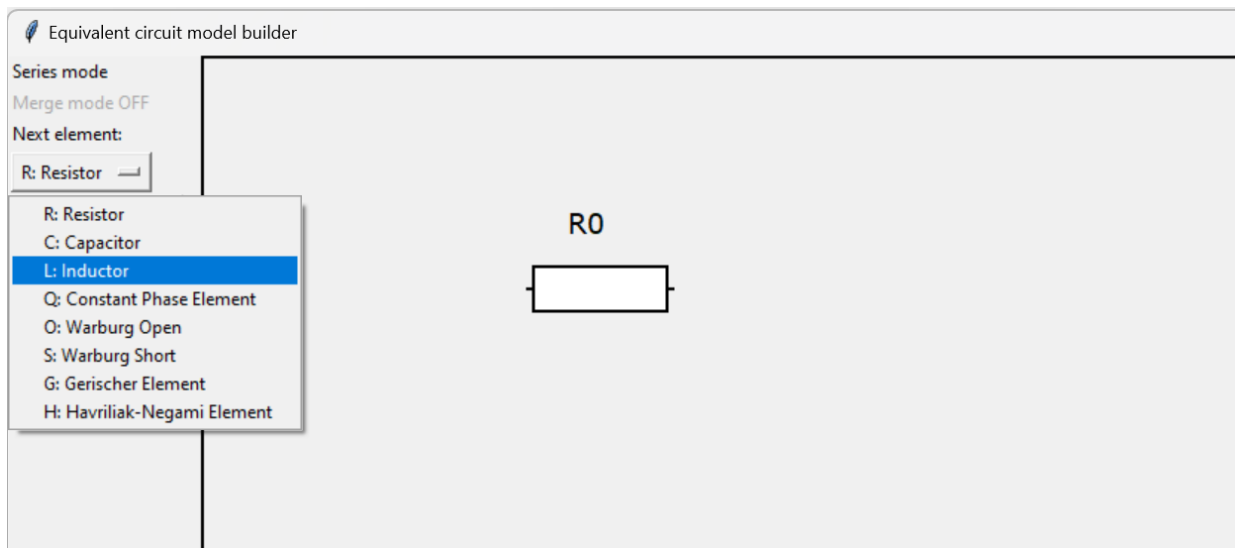 Equivalent circuit model builder
Series mode
Merge mode OFF
Next element:
R: Resistor
R: Resistor
C: Capacitor
L: Inductor
Q: Constant Phase Element
O: Warburg Open
S: Warburg Short
G: Gerischer Element
H: Havriliak-Negami Element
R0